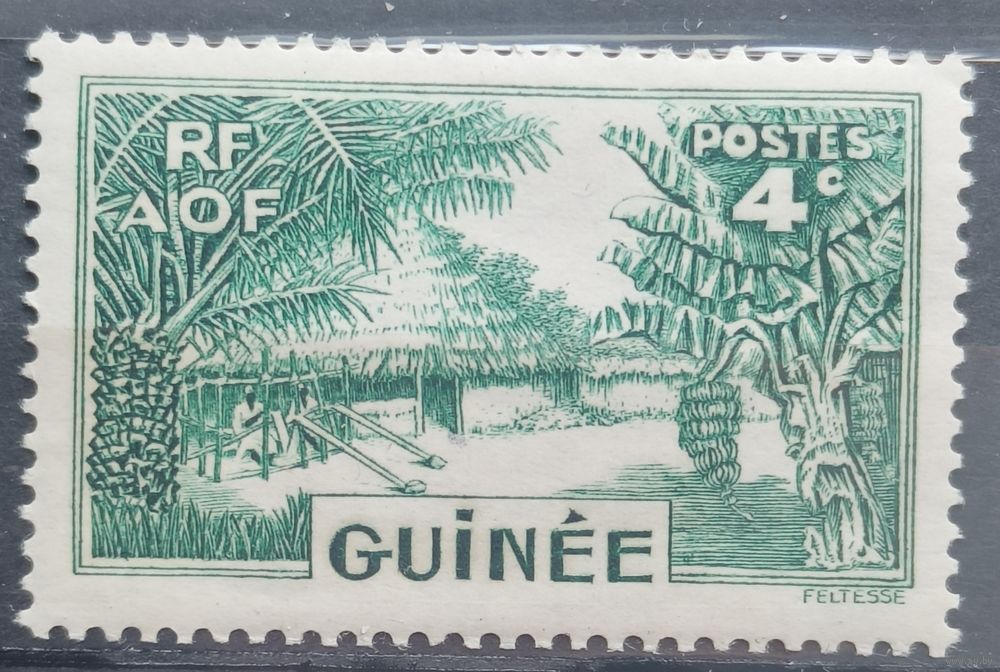 RF
AOF
POSTES
4c
GUiNÉE
FELTESSE